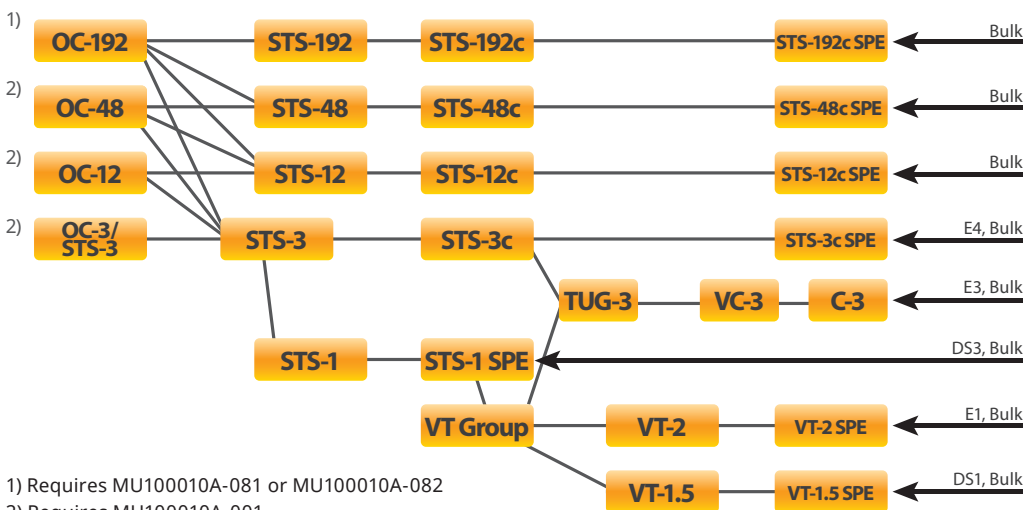 1) OC-192 STS-192 STS-192c STS-192c SPE Bulk
2) OC-48 STS-48 STS-48c STS-48c SPE Bulk
2) OC-12 STS-12 STS-12c STS-12c SPE Bulk
2) OC-3/
STS-3 STS-3 STS-3c STS-3c SPE E4, Bulk
TUG-3 VC-3 C-3 E3, Bulk
STS-1 STS-1 SPE DS3, Bulk
VT Group VT-2 VT-2 SPE E1, Bulk
VT-1.5 VT-1.5 SPE DS1, Bulk
1) Requires MU100010A-081 or MU100010A-082
2) Requires MU100010A-001